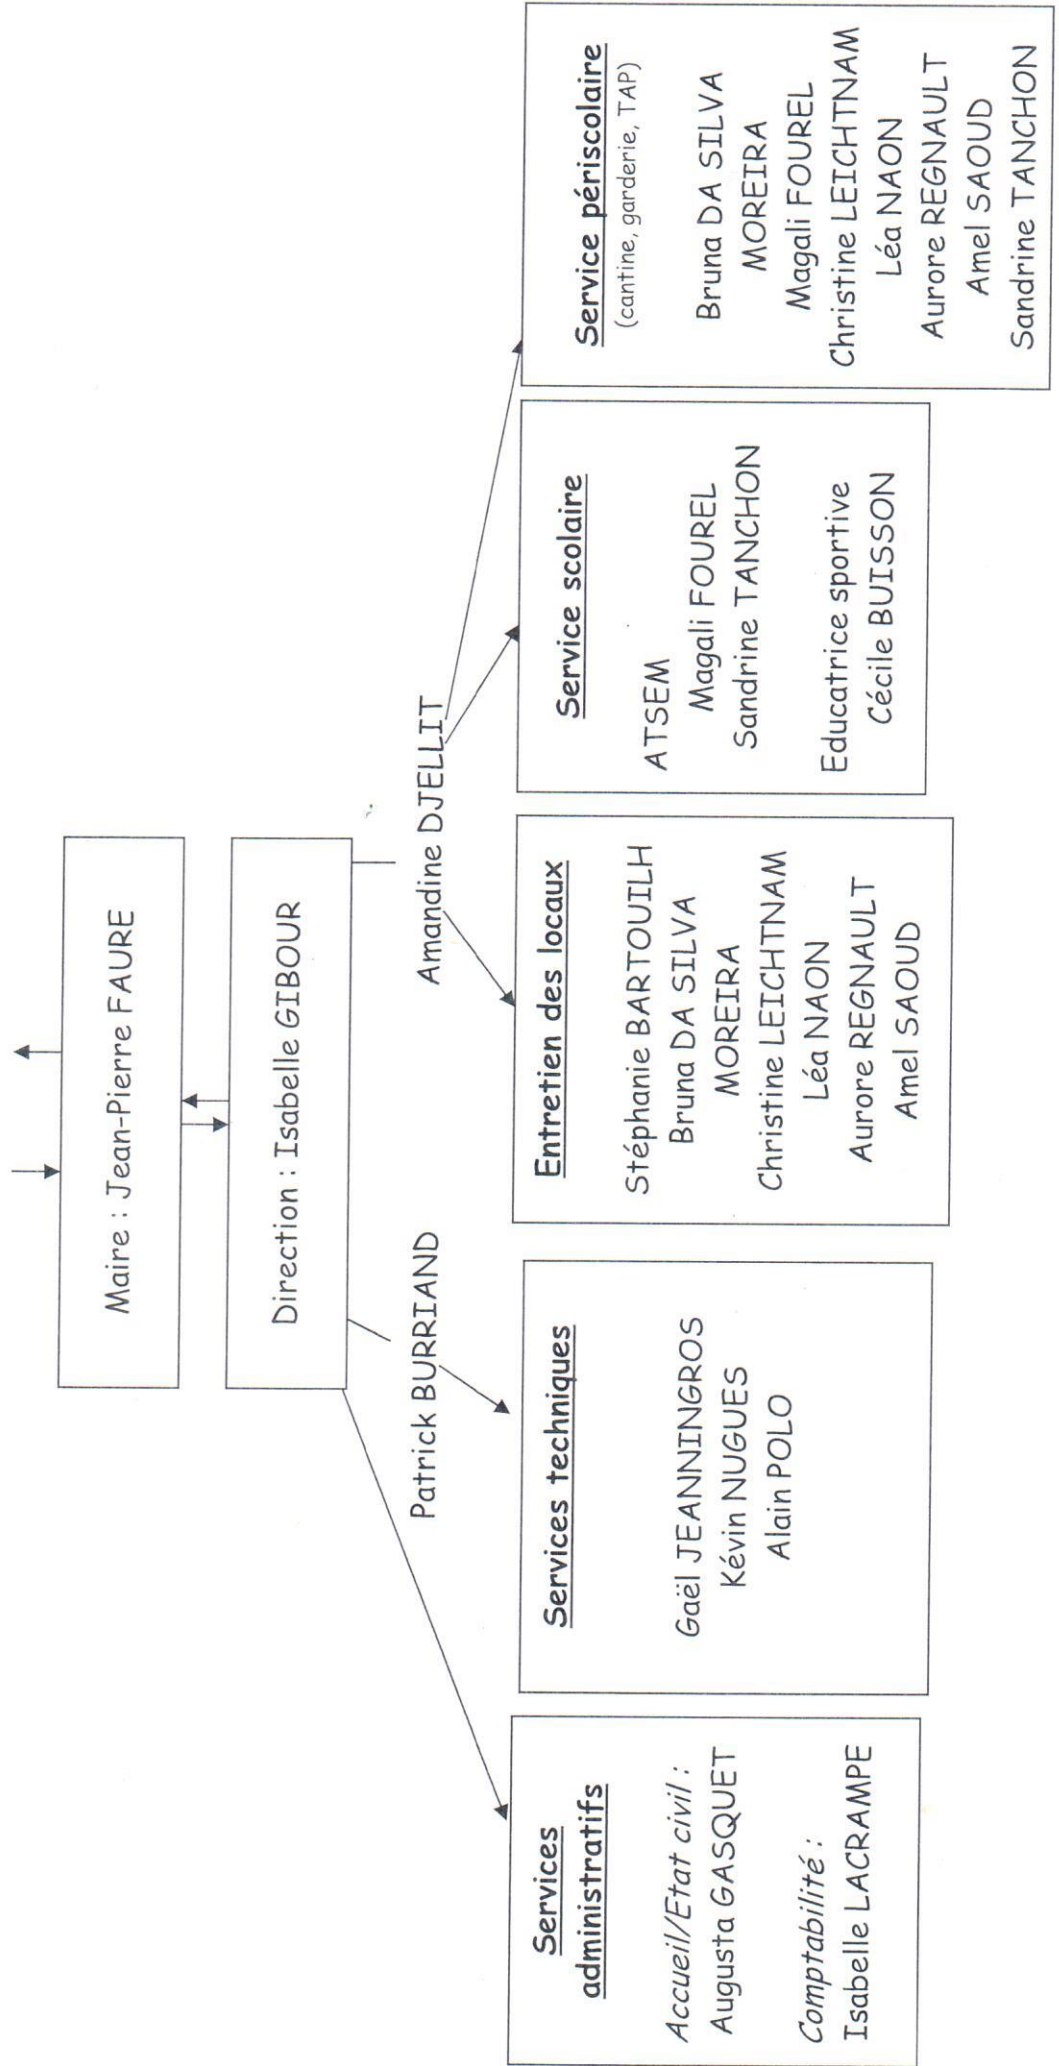 Maire : Jean-Pierre FAURE
Direction : Isabelle GIBOUR
Patrick BURRIAND
Amandine DJELLIT
Services
administratifs
Accueil/Etat civil :
Augusta GASQUET
Comptabilité :
Isabelle LACRAMPE
Services techniques
Gaël JEANNINGROS
Kévin NUGUES
Alain POLO
Entretien des locaux
Stéphanie BARTOUILH
Bruna DA SILVA
MOREIRA
Christine LEICHTNAM
Léa NAON
Aurore REGNAULT
Amel SAOUD
Service scolaire
ATSEM
Magali FOUREL
Sandrine TANCHON
Educatrice sportive
Cécile BUISSON
Service périscolaire
(cantine, garderie, TAP)
Bruna DA SILVA
MOREIRA
Magali FOUREL
Christine LEICHTNAM
Léa NAON
Aurore REGNAULT
Amel SAOUD
Sandrine TANCHON